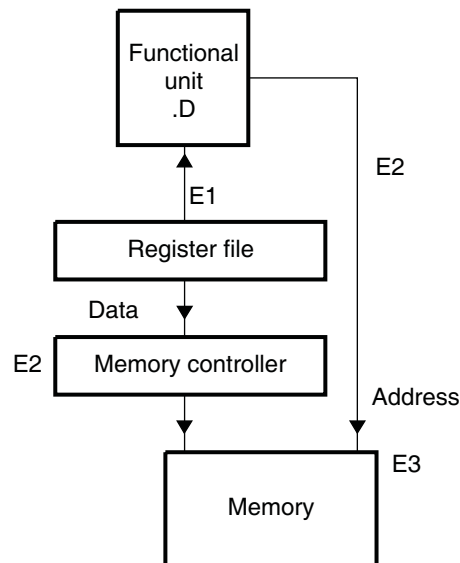 Functional
unit
.D
E2
E1
Register file
Data
E2
Memory controller
Address
E3
Memory